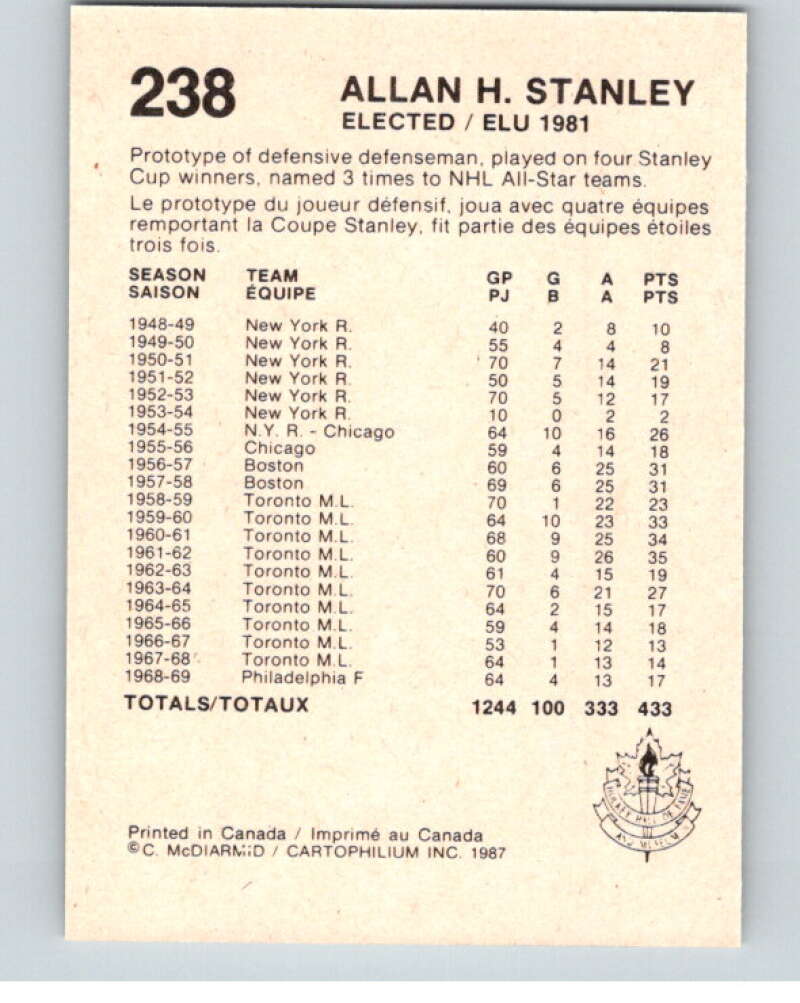 238 ALLAN H. STANLEY
ELECTED / ELU 1981
Prototype of defensive defenseman, played on four Stanley
Cup winners, named 3 times to NHL All-Star teams.
Le prototype du joueur défensif, joua avec quatre équipes
remportant la Coupe Stanley, fit partie des équipes étoiles
trois fois.
SEASON TEAM GP G A PTS
SAISON ÉQUIPE PJ B A PTS
1948-49 New York R. 40 2 8 10
1949-50 New York R. 55 4 4 8
1950-51 New York R. 70 7 14 21
1951-52 New York R. 50 5 14 19
1952-53 New York R. 70 5 12 17
1953-54 New York R. 10 0 2 2
1954-55 N.Y. R. - Chicago 64 10 16 26
1955-56 Chicago 59 4 14 18
1956-57 Boston 60 6 25 31
1957-58 Boston 69 6 25 31
1958-59 Toronto M.L. 70 1 22 23
1959-60 Toronto M.L. 64 10 23 33
1960-61 Toronto M.L. 68 9 25 34
1961-62 Toronto M.L. 60 9 26 35
1962-63 Toronto M.L. 61 4 15 19
1963-64 Toronto M.L. 70 6 21 27
1964-65 Toronto M.L. 64 2 15 17
1965-66 Toronto M.L. 59 4 14 18
1966-67 Toronto M.L. 53 1 12 13
1967-68 Toronto M.L. 64 1 13 14
1968-69 Philadelphia F 64 4 13 17
TOTALS/TOTAUX 1244 100 333 433
HOCKEY HALL OF FAME
AND MUSEUM
Printed in Canada / Imprimé au Canada
© C. McDIARMID / CARTOPHILIUM INC. 1987